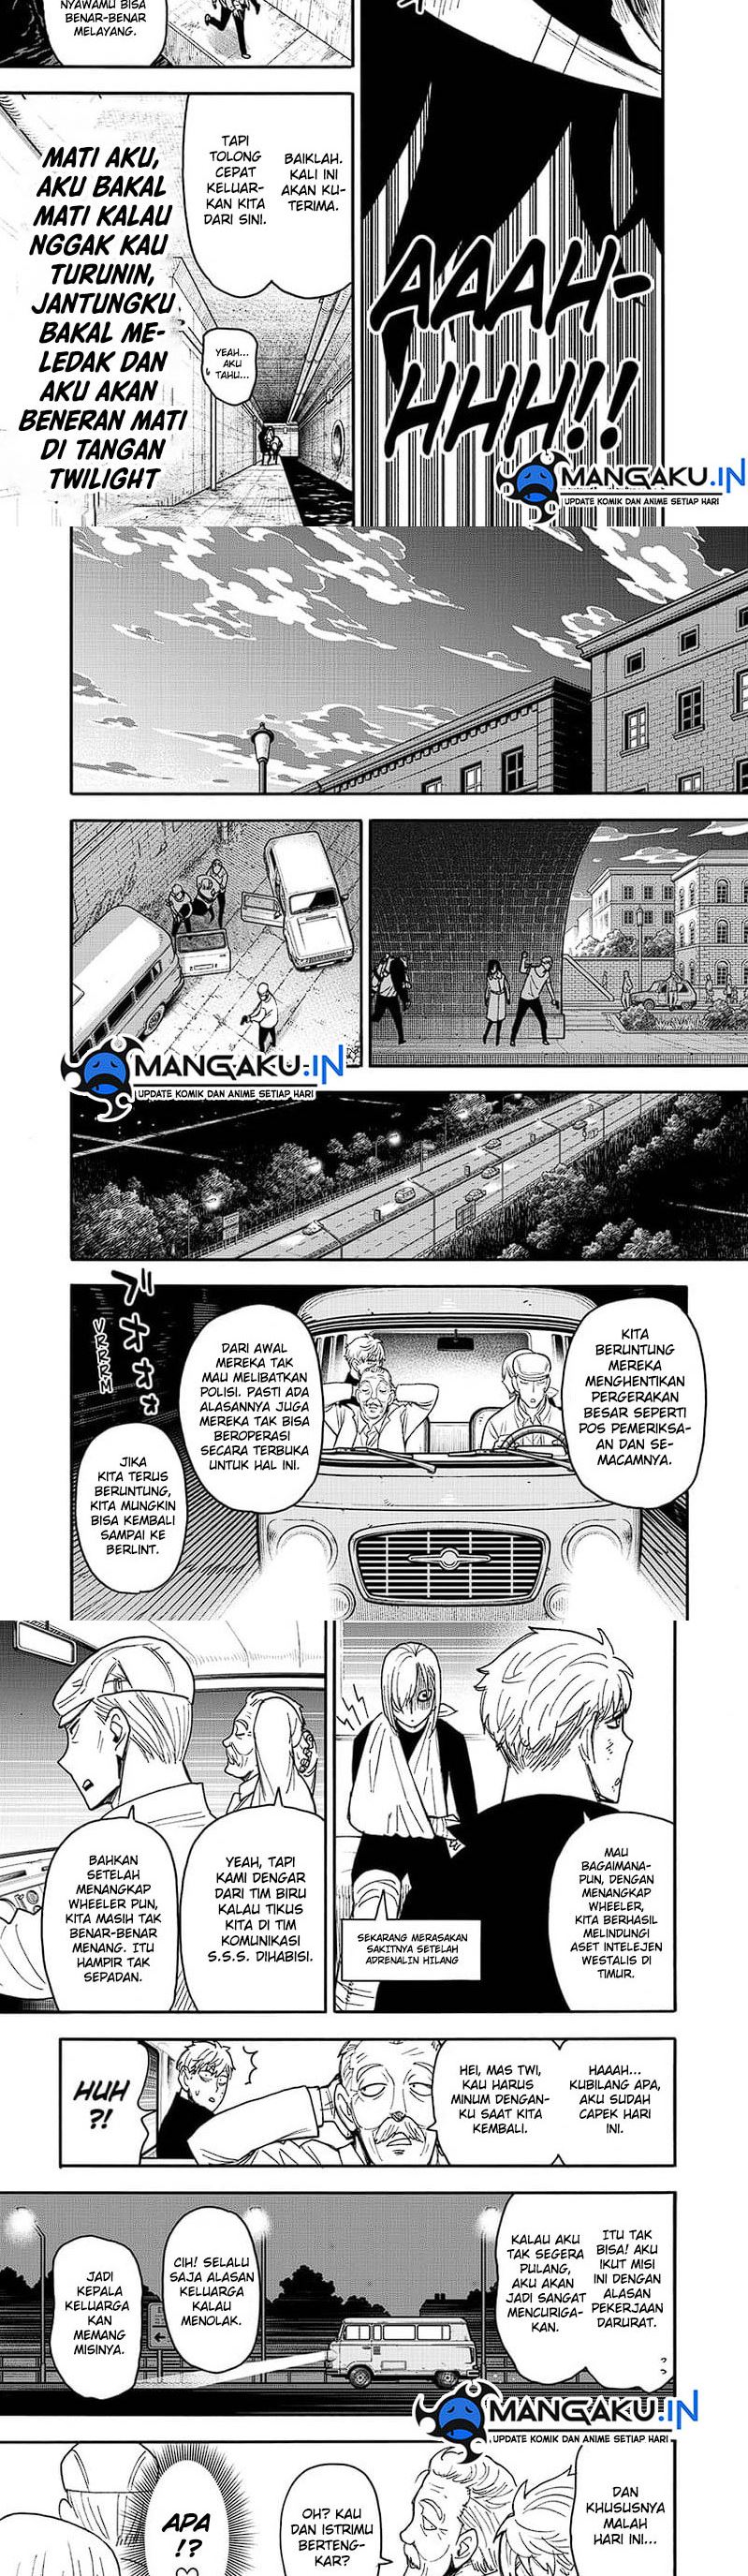 NYAWAMU BISA
BENAR-BENAR
MELAYANG.
BAIKLAH.
KALI INI
AKAN KU-
TERIMA.
TAPI
TOLONG
CEPAT
KELUAR-
KAN KITA
DARI SINI.
YEAH...
AKU
TAHU...
MATI AKU,
AKU BAKAL
MATI KALAU
NGGAK KAU
TURUNIN,
JANTUNGKU
BAKAL ME-
LEDAK DAN
AKU AKAN
BENERAN MATI
DI TANGAN
TWILIGHT
AAAH-
HHH!!
MANGAKU.IN
UPDATE KOMIK DAN ANIME SETIAP HARI
MANGAKU.IN
UPDATE KOMIK DAN ANIME SETIAP HARI
KITA
BERUNTUNG
MEREKA
MENGHENTIKAN
PERGERAKAN
BESAR SEPERTI
POS PEMERIKSA-
AN DAN SE-
MACAMNYA.
DARI AWAL
MEREKA TAK
MAU MELIBATKAN
POLISI. PASTI ADA
ALASANNYA JUGA
MEREKA TAK BISA
BEROPERASI
SECARA TERBUKA
UNTUK HAL INI.
ブオオオ
VRRRM
JIKA
KITA TERUS
BERUNTUNG,
KITA MUNGKIN
BISA KEMBALI
SAMPAI KE
BERLINT.
MAU
BAGAIMANA-
PUN, DENGAN
MENANGKAP
WHEELER,
KITA BERHASIL
MELINDUNGI
ASET INTELEJEN
WESTALIS DI
TIMUR.
SEKARANG MERASAKAN
SAKITNYA SETELAH
ADRENALIN HILANG
YEAH, TAPI
KAMI DENGAR
DARI TIM BIRU
KALAU TIKUS
KITA DI TIM
KOMUNIKASI
S.S.S. DIHABISI.
BAHKAN
SETELAH
MENANGKAP
WHEELER PUN,
KITA MASIH TAK
BENAR-BENAR
MENANG. ITU
HAMPIR TAK
SEPADAN.
HAAAH...
KUBILANG APA,
AKU SUDAH
CAPEK HARI
INI.
HEI, MAS TWI,
KAU HARUS
MINUM DENGAN-
KU SAAT KITA
KEMBALI.
HUH
?!
ITU TAK
BISA! AKU
IKUT MISI
INI DENGAN
ALASAN
PEKERJAAN
DARURAT.
KALAU AKU
TAK SEGERA
PULANG,
AKU AKAN
JADI SANGAT
MENCURIGA-
KAN.
CIH! SELALU
SAJA ALASAN
KELUARGA
KALAU
MENOLAK.
JADI
KEPALA
KELUARGA
KAN
MEMANG
MISINYA.
MANGAKU.IN
UPDATE KOMIK DAN ANIME SETIAP HARI
DAN
KHUSUSNYA
MALAH
HARI INI...
OH? KAU
DAN ISTRIMU
BERTENG-
KAR?
APA
!?